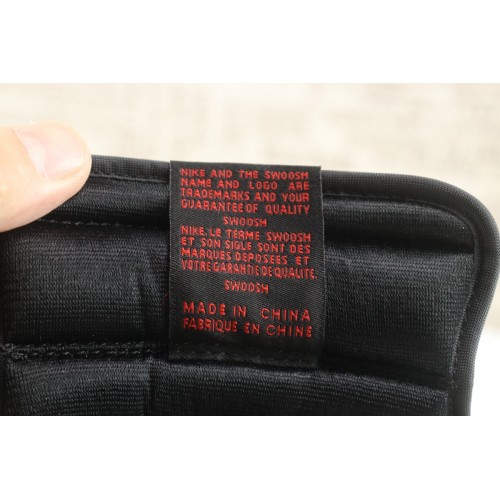 NIKE AND THE SWOOSH
NAME AND LOGO ARE
TRADEMARKS AND YOUR
GUARANTEE OF QUALITY
SWOOSH
NIKE, LE TERME SWOOSH
ET SON SIGLE SONT DES
MARQUES DEPOSEES ET
VOTRE GARANTIE DE QUALITE.
SWOOSH
MADE IN CHINA
FABRIQUE EN CHINE